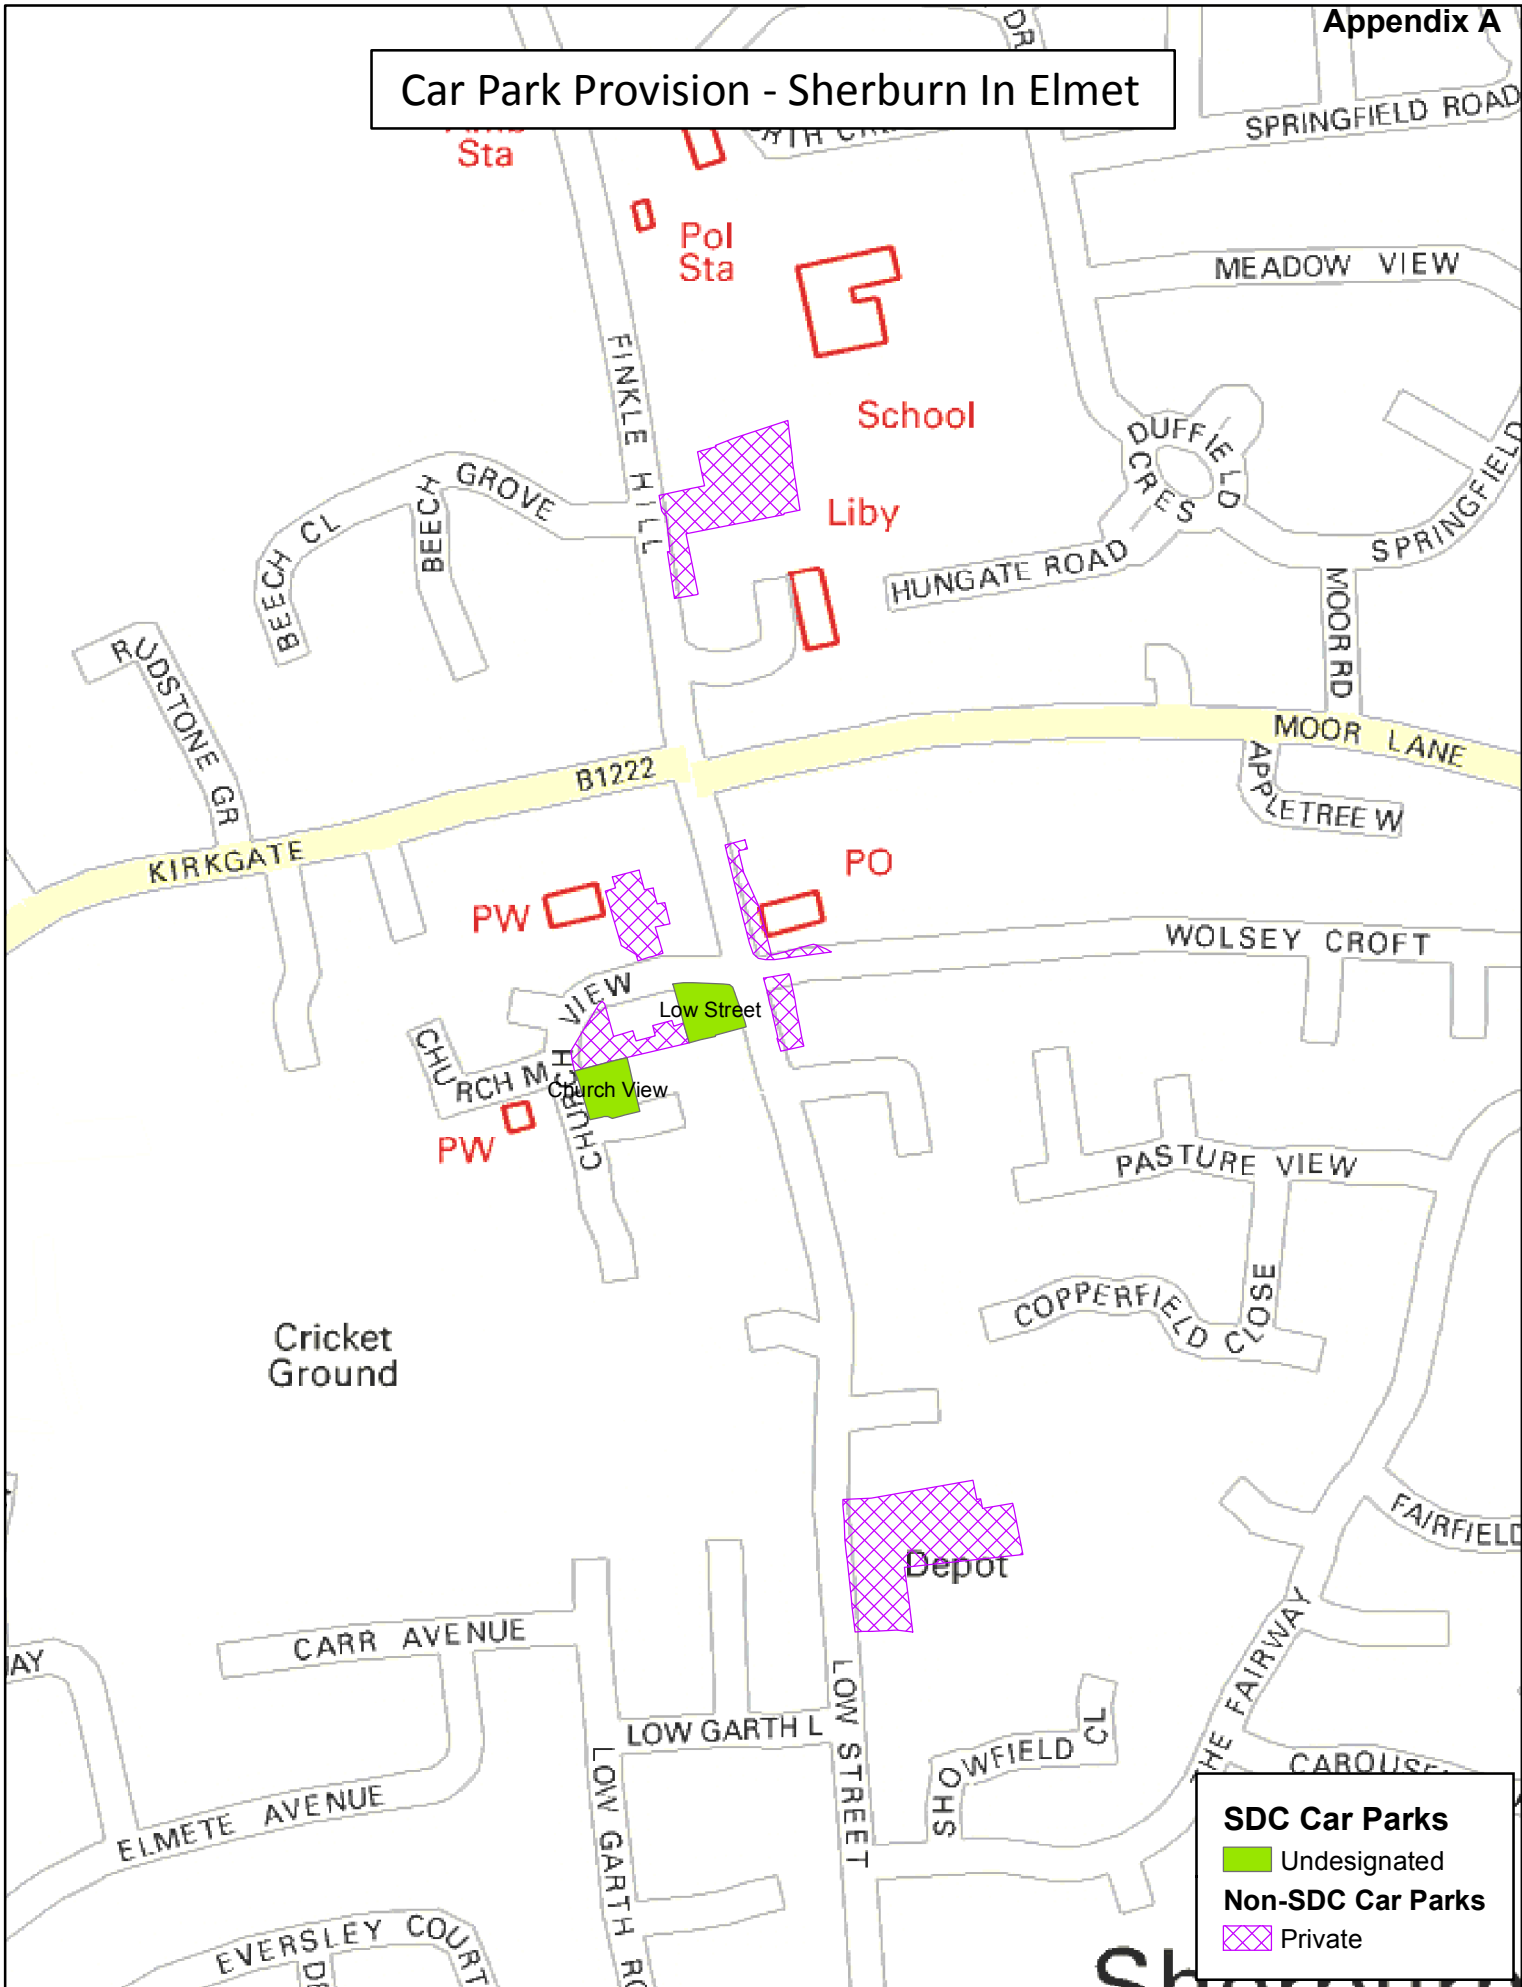 Appendix A
Car Park Provision - Sherburn In Elmet
DR
SPRINGFIELD ROAD
Sta
Pol
Sta
MEADOW VIEW
FINKLE HILL
School
DUFFIELD
CRES
SPRINGFIELD
BEECH GROVE
BEECH CL
Liby
HUNGATE ROAD
MOOR RD
RUDSTONE GR
MOOR LANE
B1222
APPLETREE W
KIRKGATE
PO
PW
WOLSEY CROFT
CHURCH VIEW
Low Street
CHURCH M
Church View
PW
PASTURE VIEW
COPPERFIELD CLOSE
Cricket
Ground
FAIRFIELD
Depot
CARR AVENUE
THE FAIRWAY
LOW STREET
LOW GARTH L
SHOWFIELD CL
ELMETE AVENUE
LOW GARTH RO
EVERSLEY COURT
SDC Car Parks
Undesignated
Non-SDC Car Parks
Private